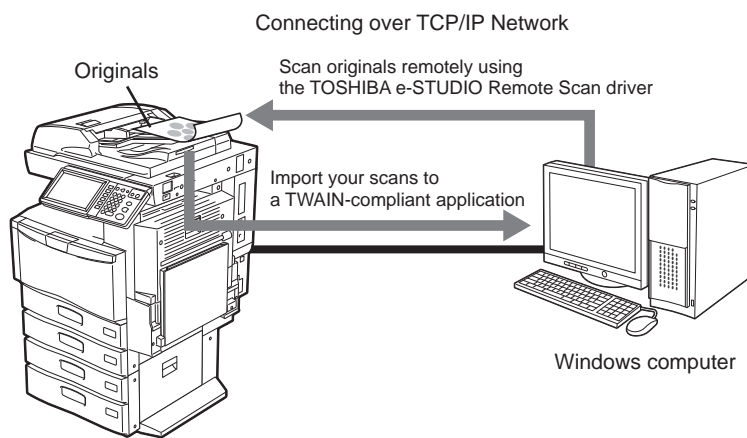 Connecting over TCP/IP Network
Originals
Scan originals remotely using
the TOSHIBA e-STUDIO Remote Scan driver
Import your scans to
a TWAIN-compliant application
Windows computer